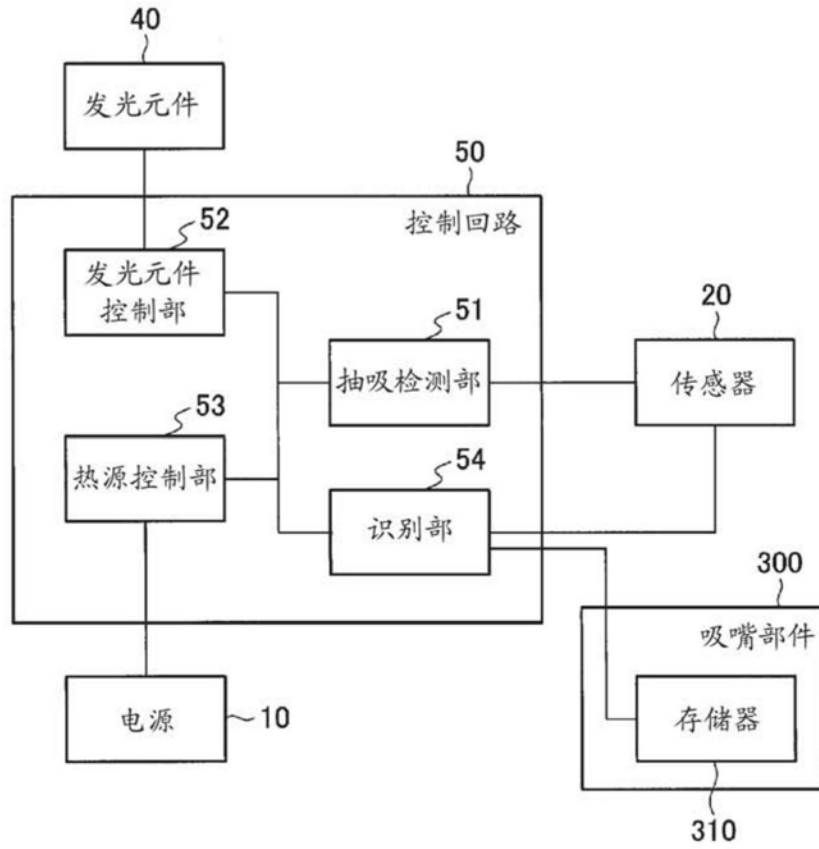 40
发光元件
50
控制回路
52
发光元件
控制部
51
抽吸检测部
20
传感器
53
热源控制部
54
识别部
300
吸嘴部件
电源
10
存储器
310